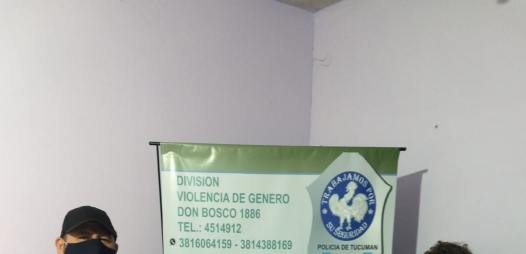 DIVISION
VIOLENCIA DE GENERO
DON BOSCO 1886
TEL.: 4514912
3816064159 - 3814388169
TRABAJAMOS POR
SU SEGURIDAD
POLICIA DE TUCUMAN